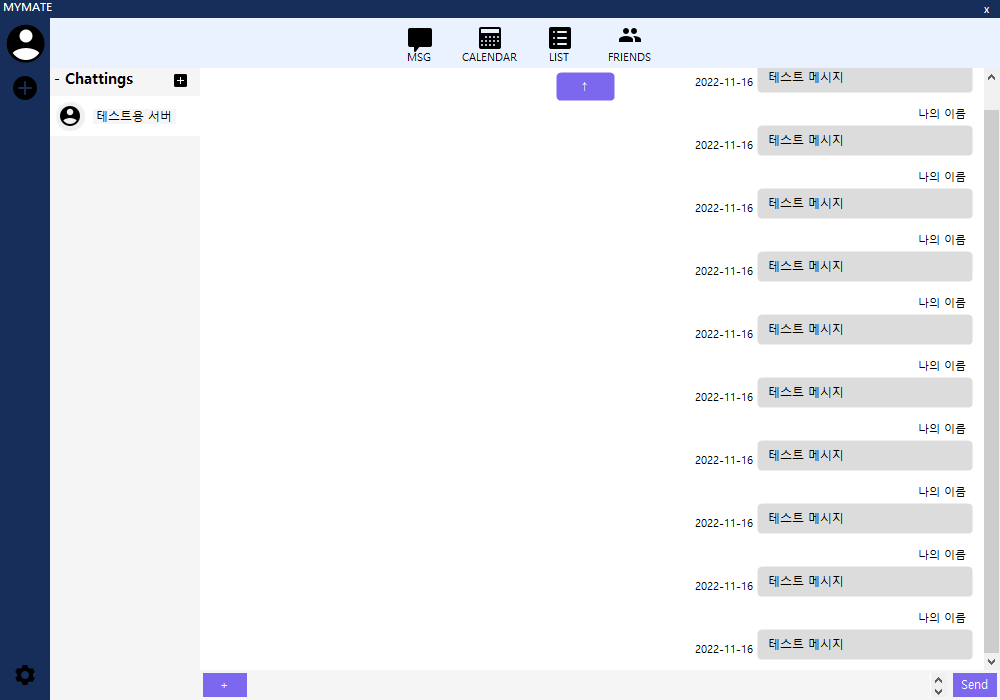 MYMATE
x
MSG
CALENDAR
LIST
FRIENDS
- Chattings
+
테스트용 서버
↑
2022-11-16 테스트 메시지
나의 이름
2022-11-16 테스트 메시지
나의 이름
2022-11-16 테스트 메시지
나의 이름
2022-11-16 테스트 메시지
나의 이름
2022-11-16 테스트 메시지
나의 이름
2022-11-16 테스트 메시지
나의 이름
2022-11-16 테스트 메시지
나의 이름
2022-11-16 테스트 메시지
나의 이름
2022-11-16 테스트 메시지
나의 이름
2022-11-16 테스트 메시지
+
Send